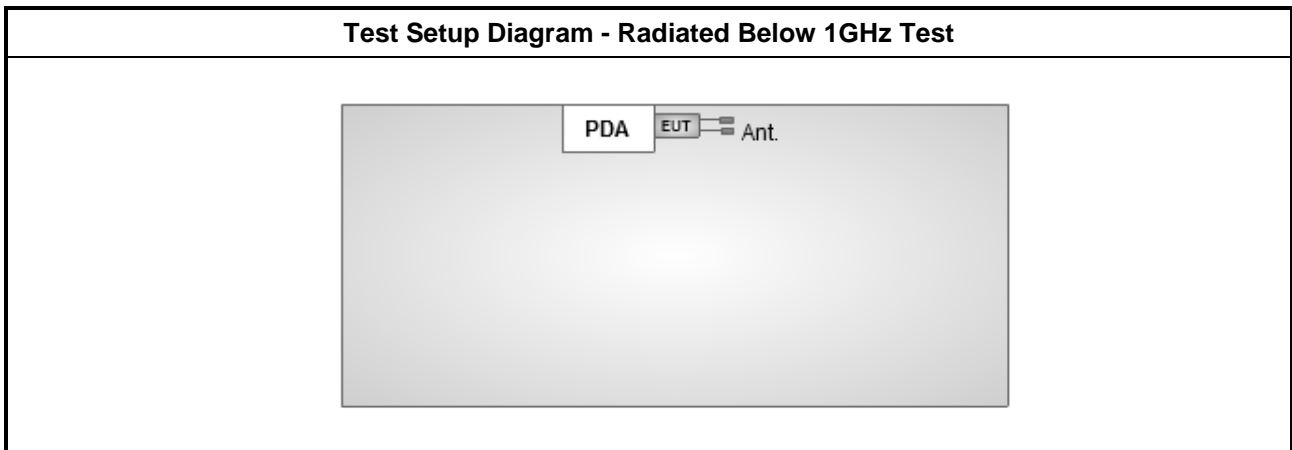 Test Setup Diagram - Radiated Below 1GHz Test
PDA EUT Ant.